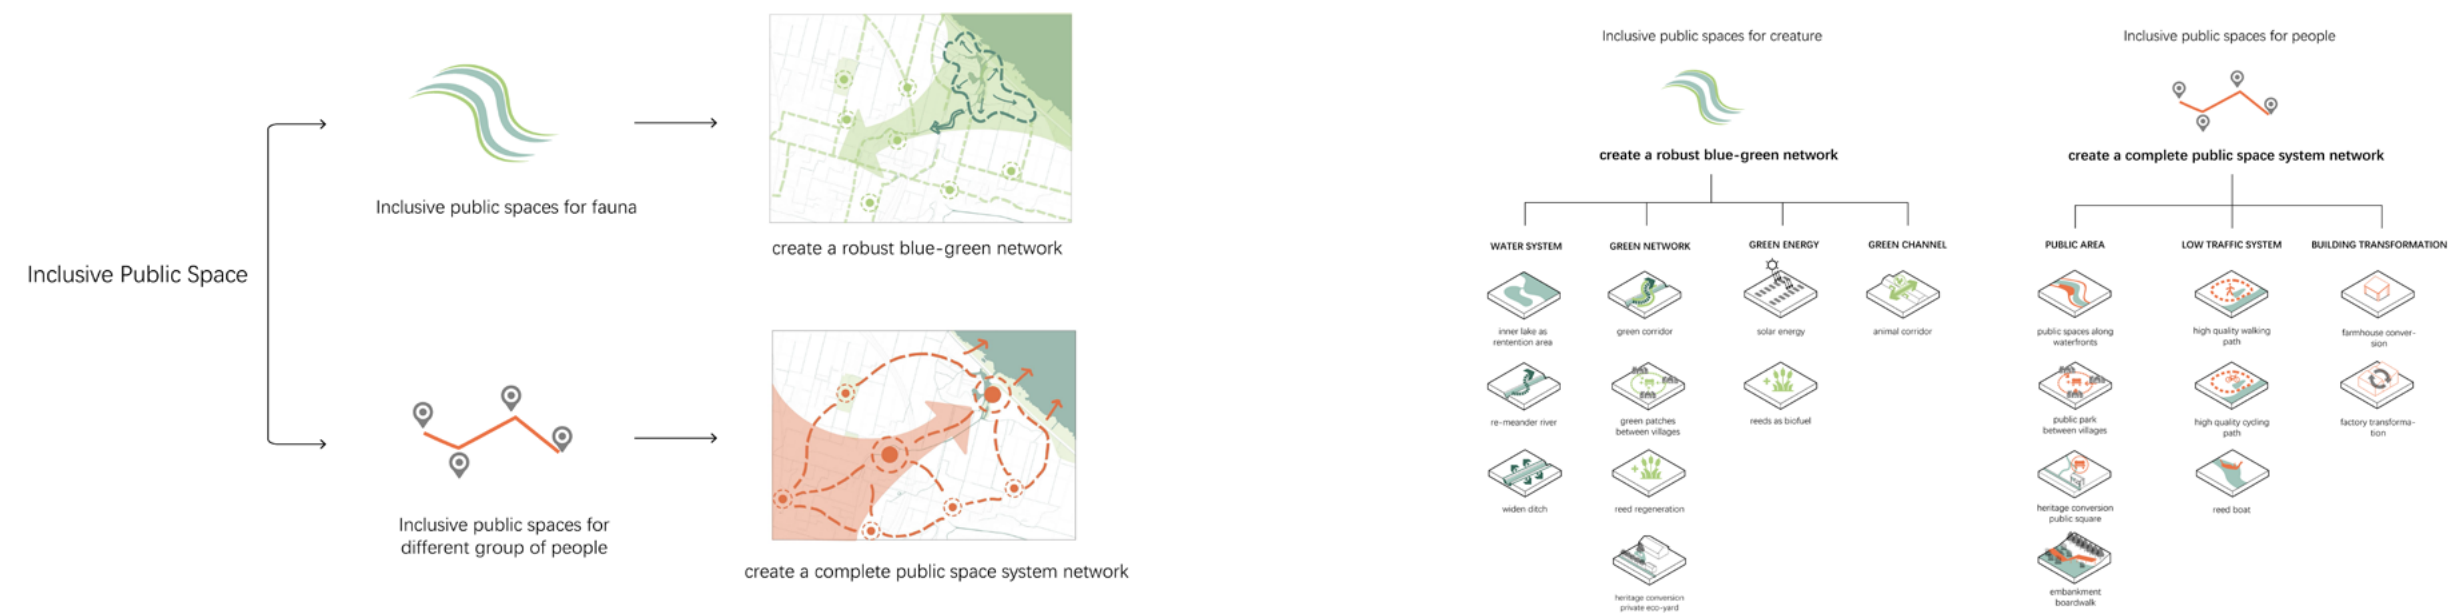 Inclusive Public Space
Inclusive public spaces for fauna
create a robust blue-green network
Inclusive public spaces for
different group of people
create a complete public space system network
Inclusive public spaces for creature
create a robust blue-green network
WATER SYSTEM
GREEN NETWORK
GREEN ENERGY
GREEN CHANNEL
inner lake as
rentention area
green corridor
solar energy
animal corridor
re-meander river
green patches
between villages
reeds as biofuel
widen ditch
reed regeneration
heritage conversion
private eco-yard
Inclusive public spaces for people
create a complete public space system network
PUBLIC AREA
LOW TRAFFIC SYSTEM
BUILDING TRANSFORMATION
public spaces along
waterfronts
high quality walking
path
farmhouse conver-
sion
public park
between villages
high quality cycling
path
factory transforma-
tion
heritage conversion
public square
reed boat
embankment
boardwalk